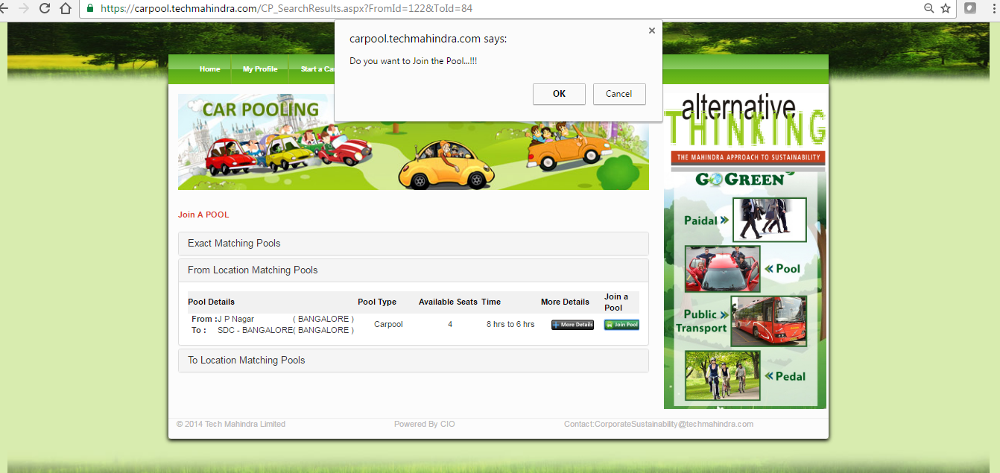 https://carpool.techmahindra.com/CP_SearchResults.aspx?FromId=122&ToId=84
carpool.techmahindra.com says:
Do you want to Join the Pool...!!!
OK Cancel
Home My Profile Start a Ca
CAR POOLING
alternative
THINKING
THE MAHINDRA APPROACH TO SUSTAINABILITY
GO GREEN
Paidal
Pool
Public
Transport
Pedal
Join A POOL
Exact Matching Pools
From Location Matching Pools
Pool Details Pool Type Available Seats Time More Details Join a
Pool
From : J P Nagar ( BANGALORE ) Carpool 4 8 hrs to 6 hrs More Details Join Pool
To : SDC - BANGALORE( BANGALORE )
To Location Matching Pools
© 2014 Tech Mahindra Limited Powered By CIO Contact:CorporateSustainability@techmahindra.com